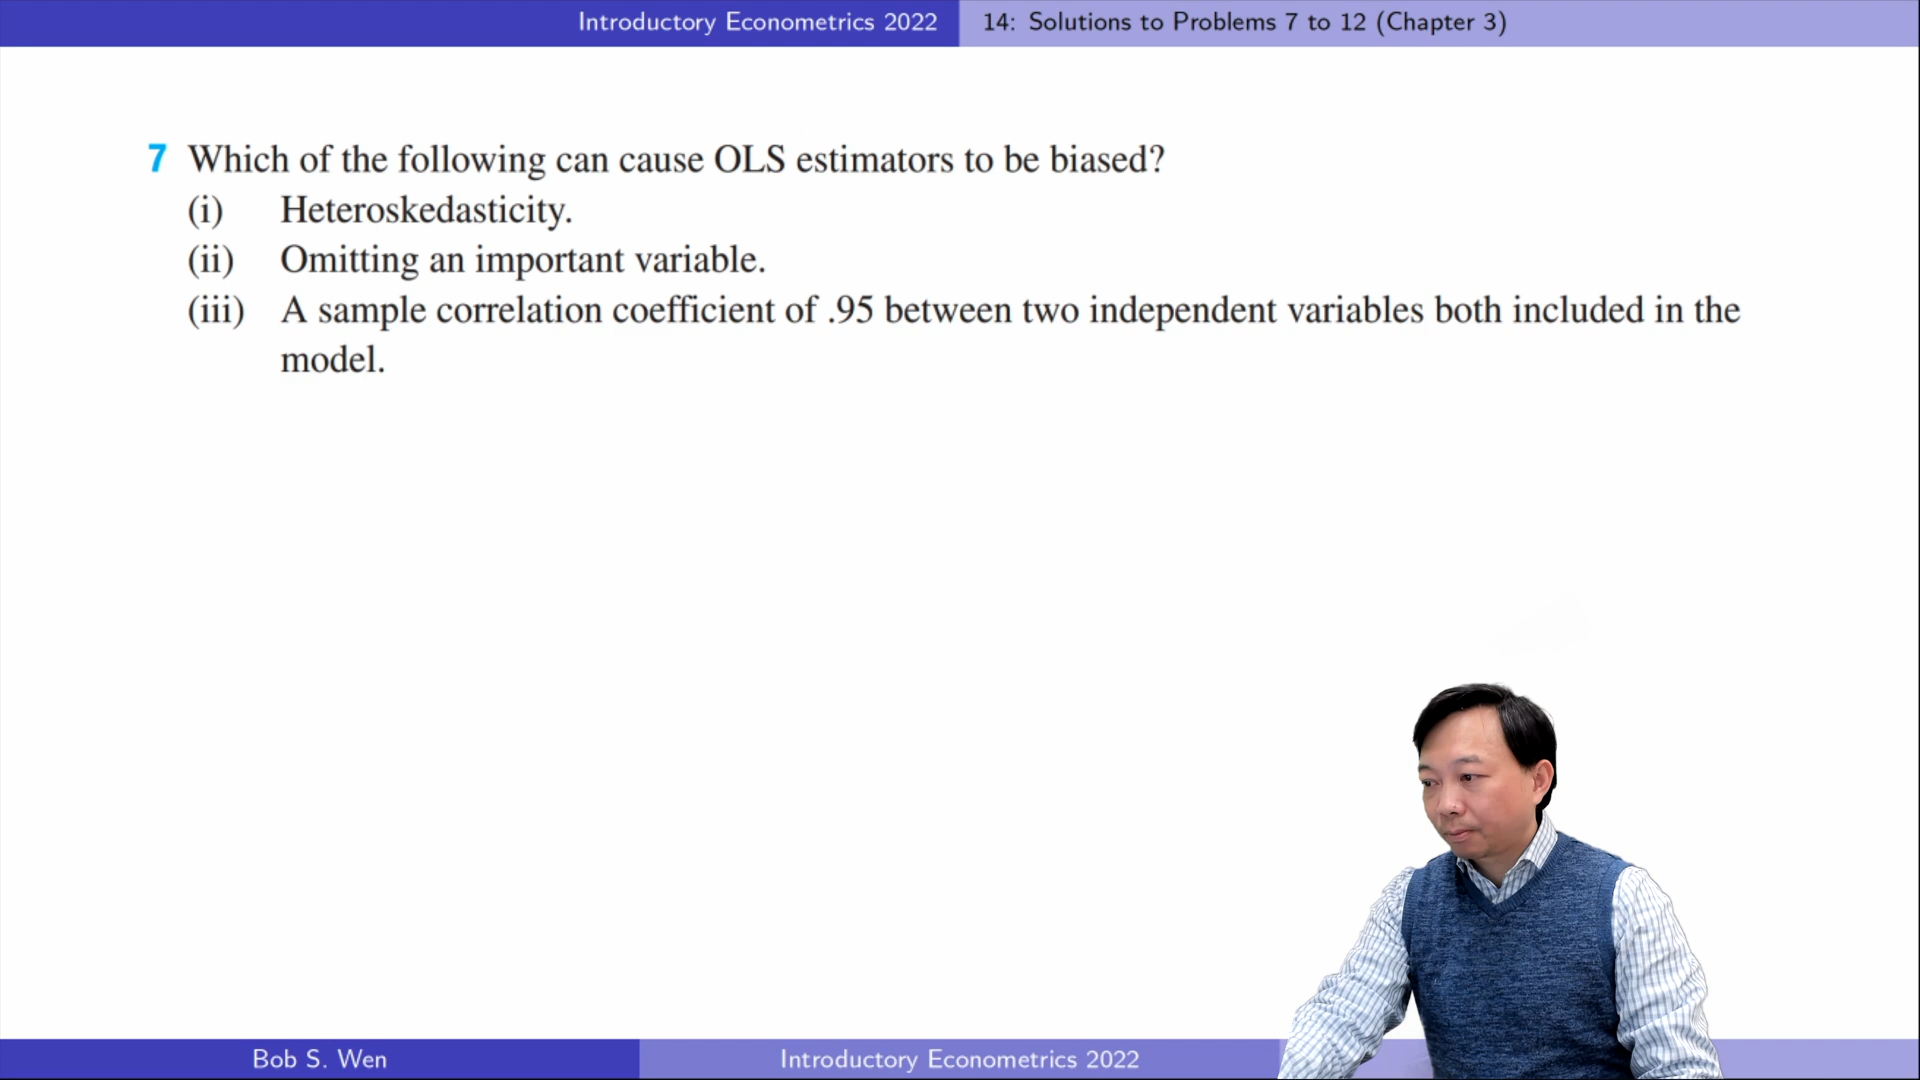 Introductory Econometrics 2022
14: Solutions to Problems 7 to 12 (Chapter 3)
7 Which of the following can cause OLS estimators to be biased?
(i) Heteroskedasticity.
(ii) Omitting an important variable.
(iii) A sample correlation coefficient of .95 between two independent variables both included in the
model.
Bob S. Wen
Introductory Econometrics 2022